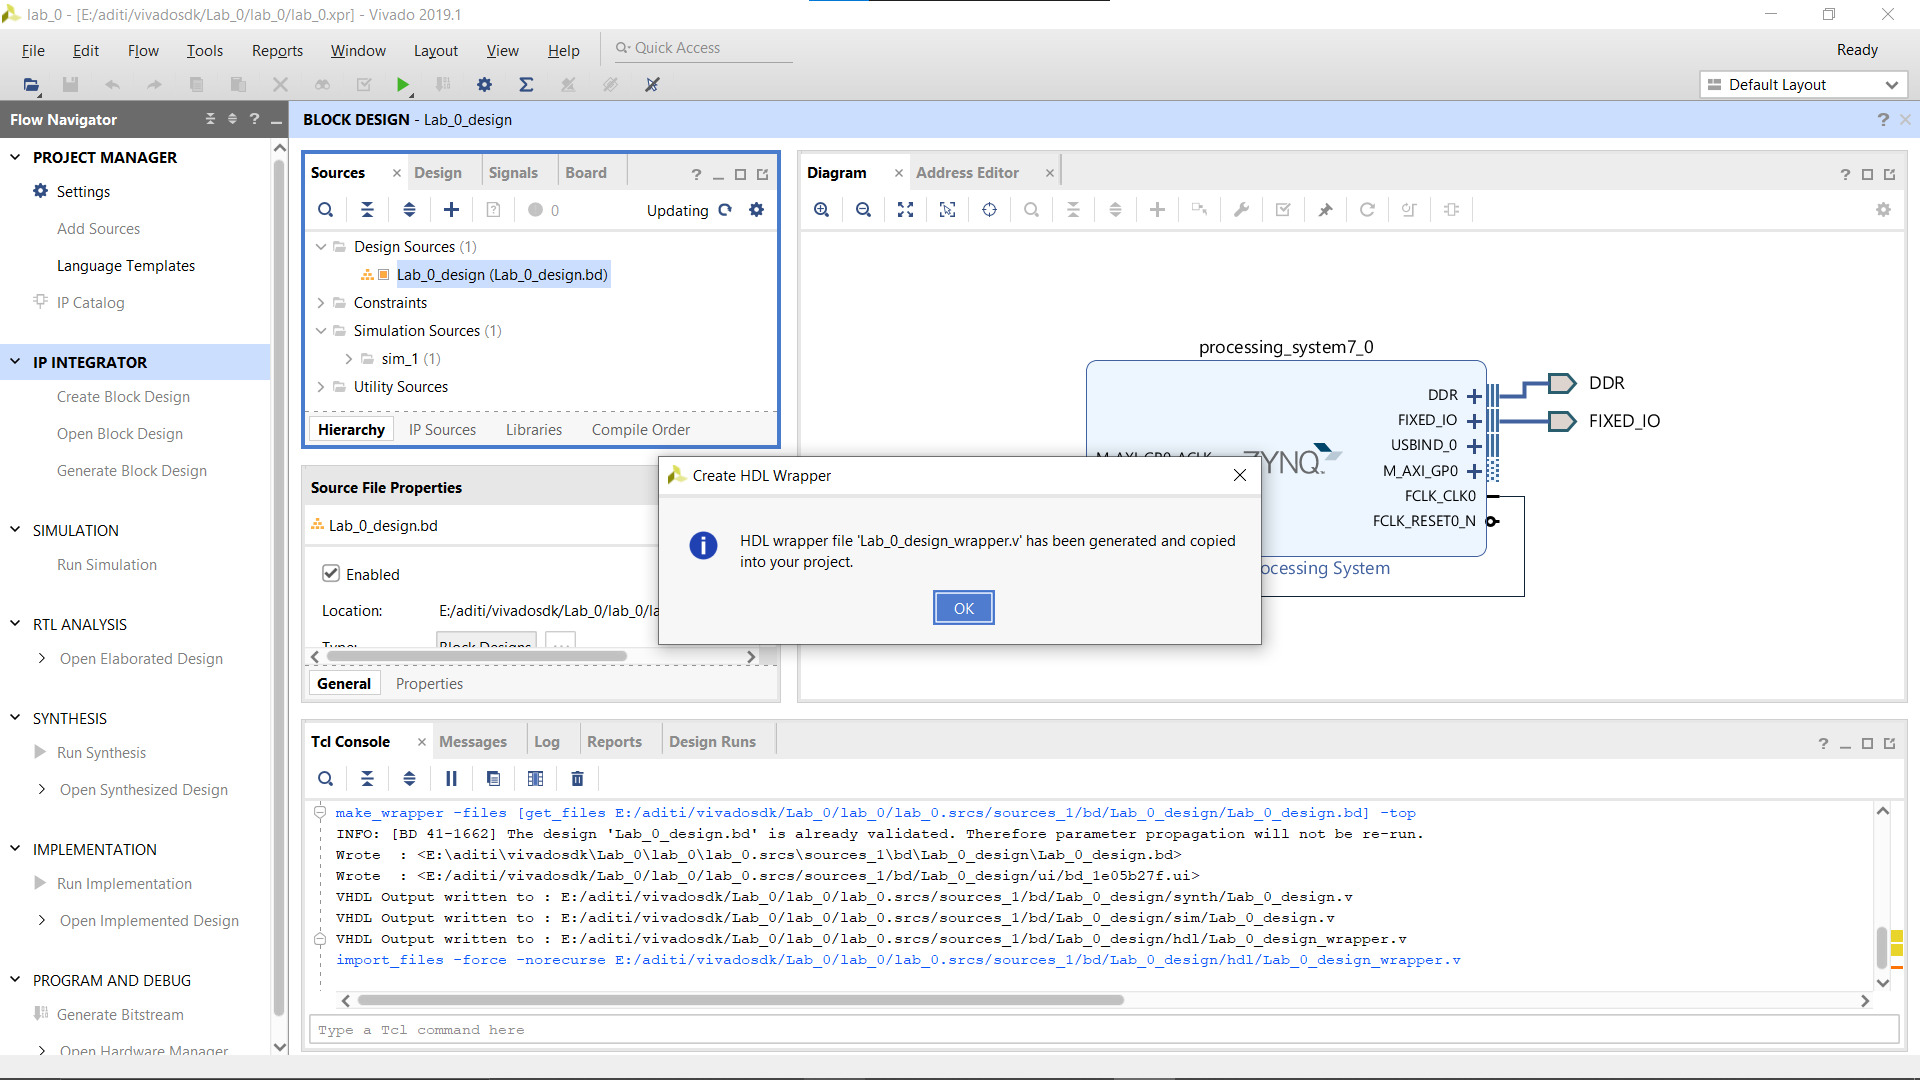 lab_0 - [E:/aditi/vivadosdk/Lab_0/lab_0/lab_0.xpr] - Vivado 2019.1
File Edit Flow Tools Reports Window Layout View Help Quick Access Ready
Default Layout
Flow Navigator
PROJECT MANAGER
Settings
Add Sources
Language Templates
IP Catalog
IP INTEGRATOR
Create Block Design
Open Block Design
Generate Block Design
SIMULATION
Run Simulation
RTL ANALYSIS
Open Elaborated Design
SYNTHESIS
Run Synthesis
Open Synthesized Design
IMPLEMENTATION
Run Implementation
Open Implemented Design
PROGRAM AND DEBUG
Generate Bitstream
Open Hardware Manager
BLOCK DESIGN - Lab_0_design
Sources Design Signals Board
0 Updating
Design Sources (1)
Lab_0_design (Lab_0_design.bd)
Constraints
Simulation Sources (1)
sim_1 (1)
Utility Sources
Hierarchy IP Sources Libraries Compile Order
Source File Properties
Lab_0_design.bd
Enabled
Location: E:/aditi/vivadosdk/Lab_0/lab_0/la
Type: Block Designs
General Properties
Diagram Address Editor
processing_system7_0
DDR
FIXED_IO
USBIND_0
M_AXI_GP0
FCLK_CLK0
FCLK_RESET0_N
M_AXI_GP0_ACLK
ZYNQ
DDR
FIXED_IO
ocessing System
Create HDL Wrapper
HDL wrapper file 'Lab_0_design_wrapper.v' has been generated and copied
into your project.
OK
Tcl Console Messages Log Reports Design Runs
make_wrapper -files [get_files E:/aditi/vivadosdk/Lab_0/lab_0/lab_0.srcs/sources_1/bd/Lab_0_design/Lab_0_design.bd] -top
INFO: [BD 41-1662] The design 'Lab_0_design.bd' is already validated. Therefore parameter propagation will not be re-run.
Wrote  : <E:\aditi\vivadosdk\Lab_0\lab_0\lab_0.srcs\sources_1\bd\Lab_0_design\Lab_0_design.bd>
Wrote  : <E:/aditi/vivadosdk/Lab_0/lab_0/lab_0.srcs/sources_1/bd/Lab_0_design/ui/bd_1e05b27f.ui>
VHDL Output written to : E:/aditi/vivadosdk/Lab_0/lab_0/lab_0.srcs/sources_1/bd/Lab_0_design/synth/Lab_0_design.v
VHDL Output written to : E:/aditi/vivadosdk/Lab_0/lab_0/lab_0.srcs/sources_1/bd/Lab_0_design/sim/Lab_0_design.v
VHDL Output written to : E:/aditi/vivadosdk/Lab_0/lab_0/lab_0.srcs/sources_1/bd/Lab_0_design/hdl/Lab_0_design_wrapper.v
import_files -force -norecurse E:/aditi/vivadosdk/Lab_0/lab_0/lab_0.srcs/sources_1/bd/Lab_0_design/hdl/Lab_0_design_wrapper.v
Type a Tcl command here